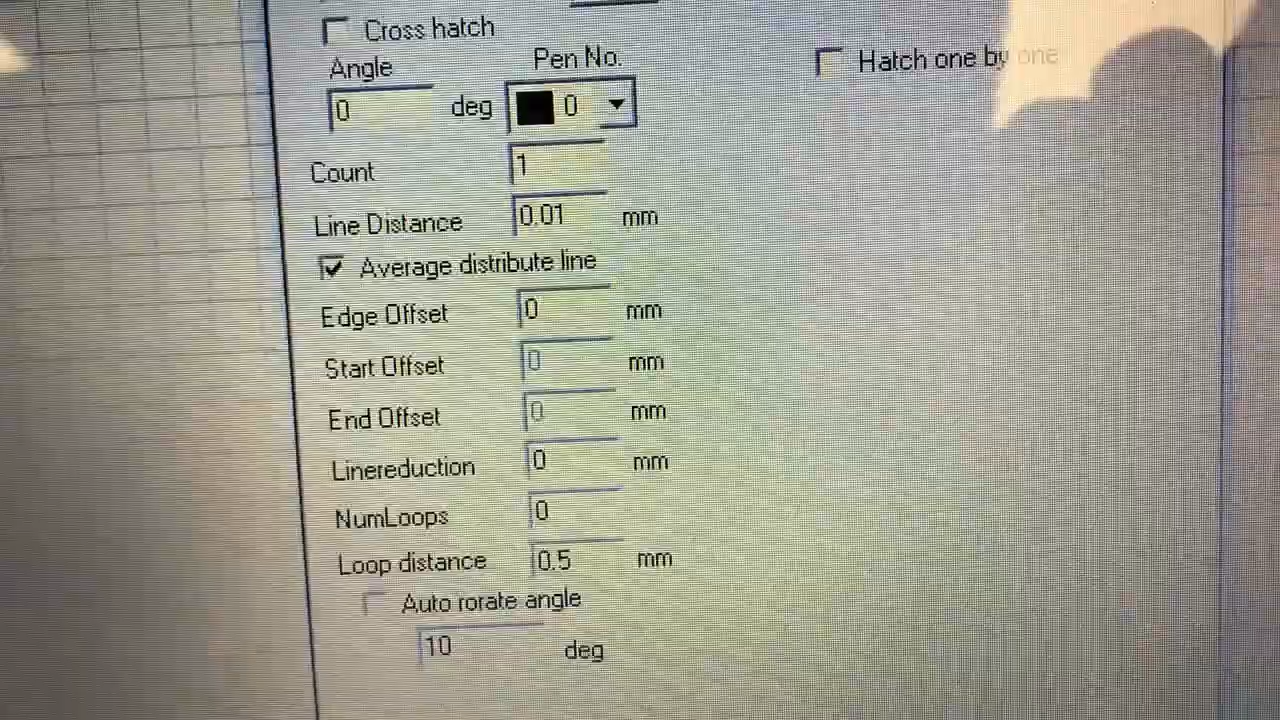 Cross hatch
Angle
Pen No.
Hatch one by one
0 deg
0
Count 1
Line Distance 0.01 mm
Average distribute line
Edge Offset 0 mm
Start Offset 0 mm
End Offset 0 mm
Linereduction 0 mm
NumLoops 0
Loop distance 0.5 mm
Auto rorate angle
10 deg